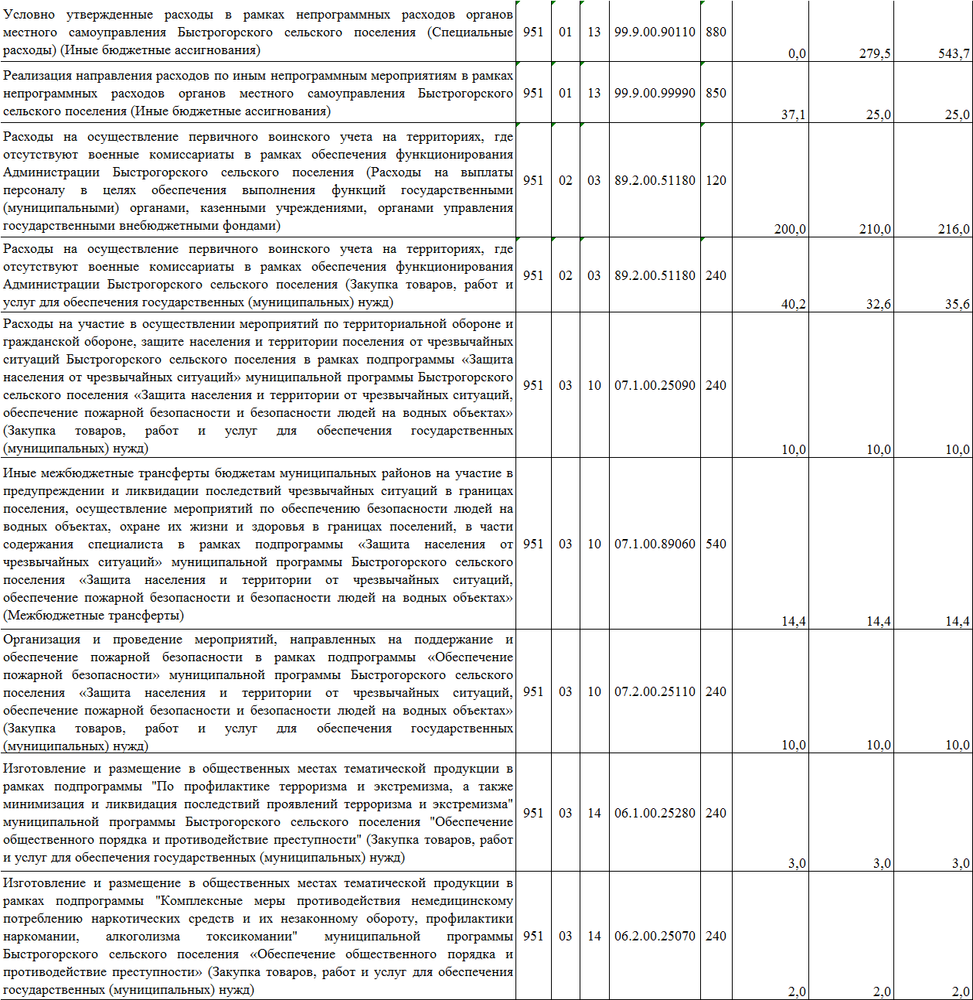 Условно утвержденные расходы в рамках непрограммных расходов органов
местного самоуправления Быстрогорского сельского поселения (Специальные
расходы) (Иные бюджетные ассигнования)
951 01 13 99.9.00.90110 880 0,0 279,5 543,7
Реализация направления расходов по иным непрограммным мероприятиям в рамках
непрограммных расходов органов местного самоуправления Быстрогорского
сельского поселения (Иные бюджетные ассигнования)
951 01 13 99.9.00.99990 850 37,1 25,0 25,0
Расходы на осуществление первичного воинского учета на территориях, где
отсутствуют военные комиссариаты в рамках обеспечения функционирования
Администрации Быстрогорского сельского поселения (Расходы на выплаты
персоналу в целях обеспечения выполнения функций государственными
(муниципальными) органами, казенными учреждениями, органами управления
государственными внебюджетными фондами)
951 02 03 89.2.00.51180 120 200,0 210,0 216,0
Расходы на осуществление первичного воинского учета на территориях, где
отсутствуют военные комиссариаты в рамках обеспечения функционирования
Администрации Быстрогорского сельского поселения (Закупка товаров, работ и
услуг для обеспечения государственных (муниципальных) нужд)
951 02 03 89.2.00.51180 240 40,2 32,6 35,6
Расходы на участие в осуществлении мероприятий по территориальной обороне и
гражданской обороне, защите населения и территории поселения от чрезвычайных
ситуаций Быстрогорского сельского поселения в рамках подпрограммы «Защита
населения от чрезвычайных ситуаций» муниципальной программы Быстрогорского
сельского поселения «Защита населения и территории от чрезвычайных ситуаций,
обеспечение пожарной безопасности и безопасности людей на водных объектах»
(Закупка товаров, работ и услуг для обеспечения государственных
(муниципальных) нужд)
951 03 10 07.1.00.25090 240 10,0 10,0 10,0
Иные межбюджетные трансферты бюджетам муниципальных районов на участие в
предупреждении и ликвидации последствий чрезвычайных ситуаций в границах
поселения, осуществление мероприятий по обеспечению безопасности людей на
водных объектах, охране их жизни и здоровья в границах поселений, в части
содержания специалиста в рамках подпрограммы «Защита населения от
чрезвычайных ситуаций» муниципальной программы Быстрогорского сельского
поселения «Защита населения и территории от чрезвычайных ситуаций,
обеспечение пожарной безопасности и безопасности людей на водных объектах»
(Межбюджетные трансферты)
951 03 10 07.1.00.89060 540 14,4 14,4 14,4
Организация и проведение мероприятий, направленных на поддержание и
обеспечение пожарной безопасности в рамках подпрограммы «Обеспечение
пожарной безопасности» муниципальной программы Быстрогорского сельского
поселения «Защита населения и территории от чрезвычайных ситуаций,
обеспечение пожарной безопасности и безопасности людей на водных объектах»
(Закупка товаров, работ и услуг для обеспечения государственных
(муниципальных) нужд)
951 03 10 07.2.00.25110 240 10,0 10,0 10,0
Изготовление и размещение в общественных местах тематической продукции в
рамках подпрограммы "По профилактике терроризма и экстремизма, а также
минимизация и ликвидация последствий проявлений терроризма и экстремизма"
муниципальной программы Быстрогорского сельского поселения "Обеспечение
общественного порядка и противодействие преступности" (Закупка товаров, работ
и услуг для обеспечения государственных (муниципальных) нужд)
951 03 14 06.1.00.25280 240 3,0 3,0 3,0
Изготовление и размещение в общественных местах тематической продукции в
рамках подпрограммы "Комплексные меры противодействия немедицинскому
потреблению наркотических средств и их незаконному обороту, профилактики
наркомании, алкоголизма токсикомании" муниципальной программы
Быстрогорского сельского поселения «Обеспечение общественного порядка и
противодействие преступности» (Закупка товаров, работ и услуг для обеспечения
государственных (муниципальных) нужд)
951 03 14 06.2.00.25070 240 2,0 2,0 2,0